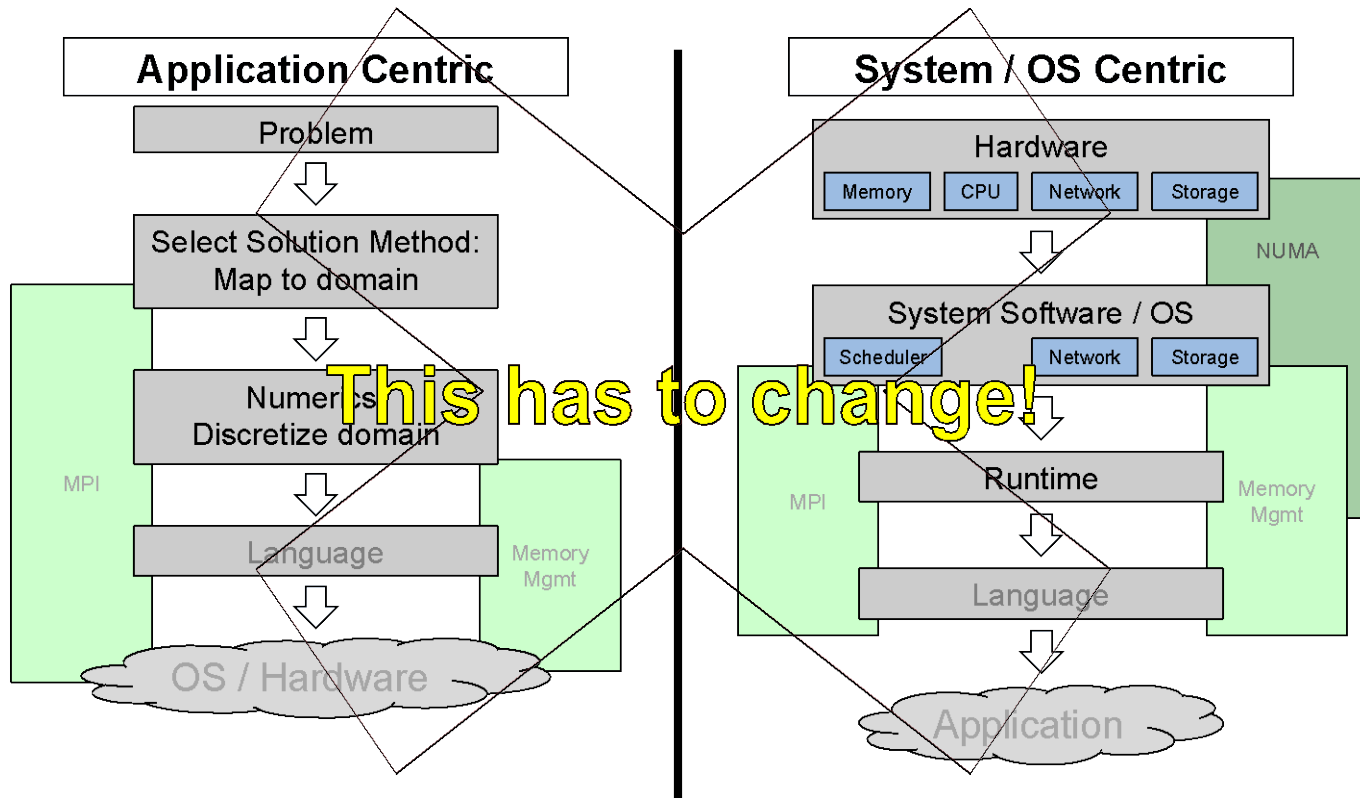 Application Centric
Problem
Select Solution Method:
Map to domain
Numerics
Discretize domain
MPI
Language
Memory
Mgmt
OS / Hardware
This has to change!
System / OS Centric
Hardware
Memory
CPU
Network
Storage
NUMA
System Software / OS
Scheduler
Network
Storage
MPI
Runtime
Memory
Mgmt
Language
Application